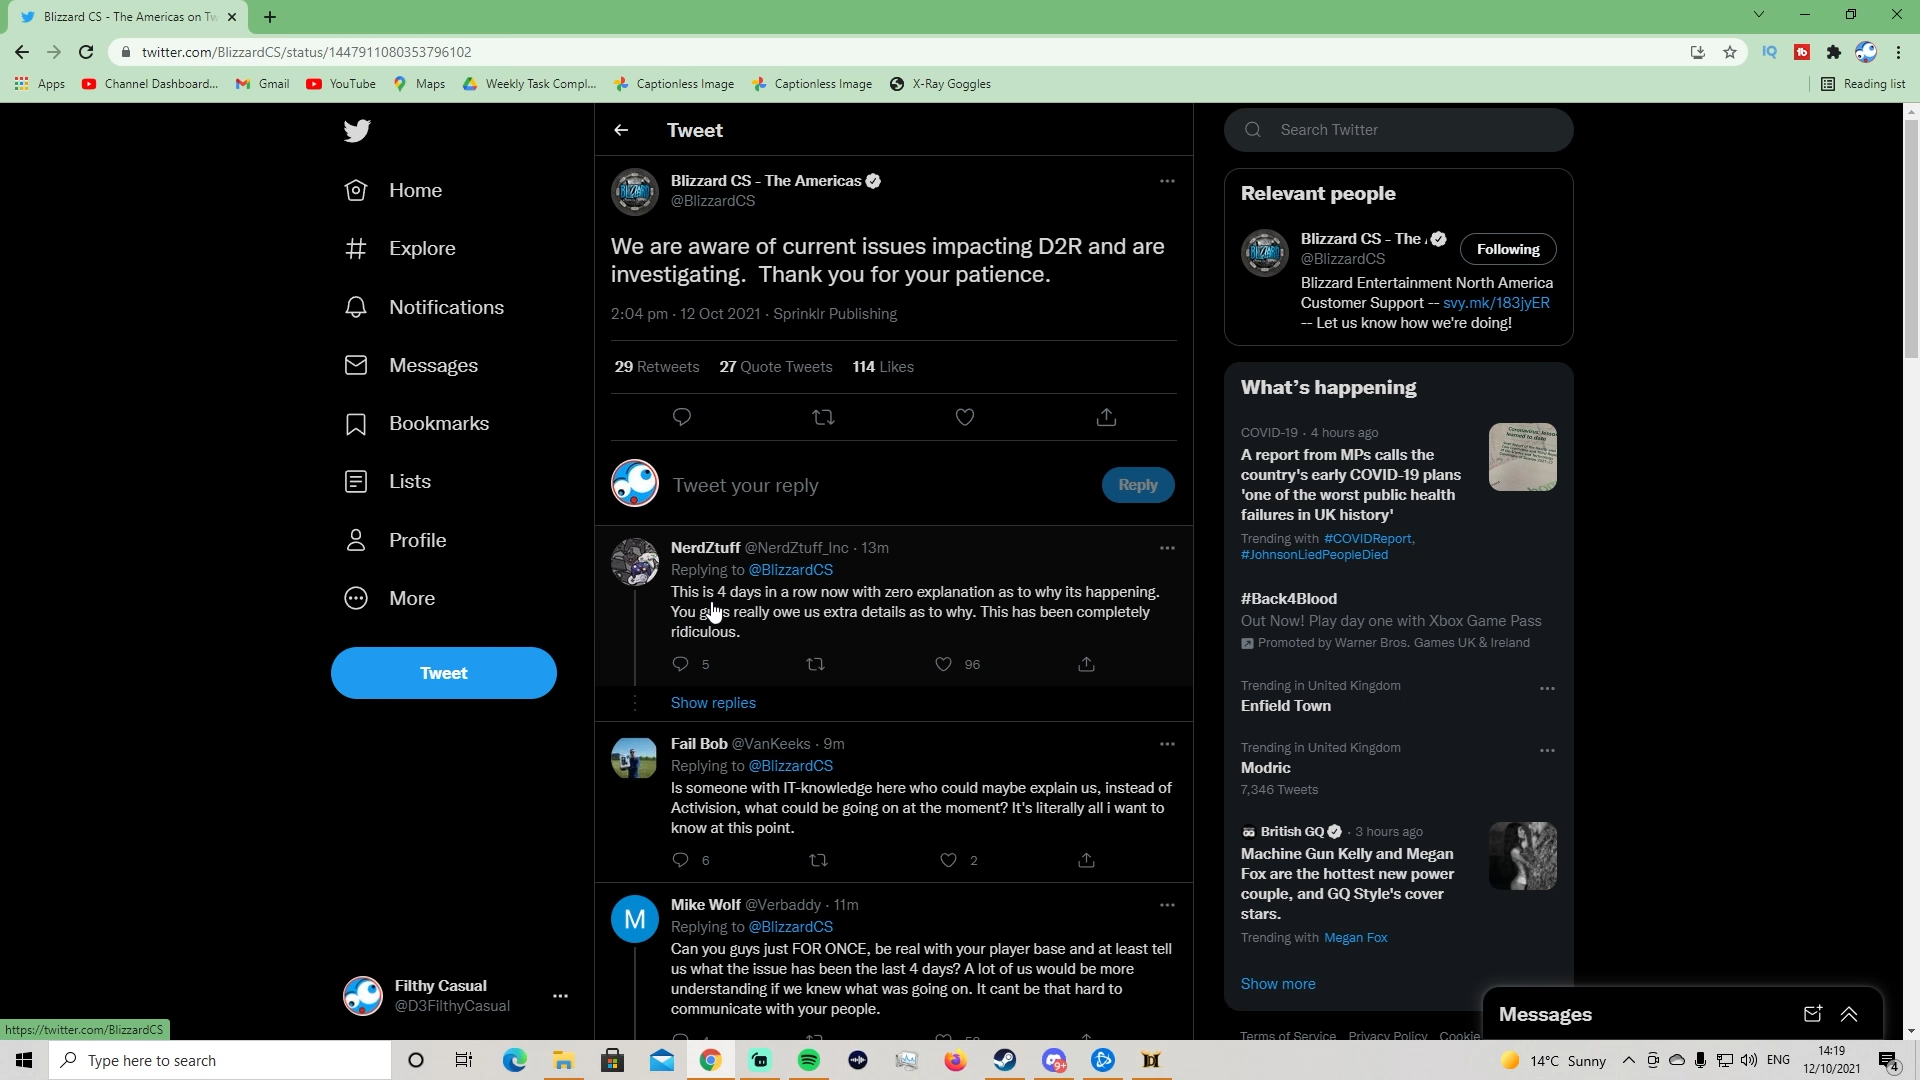 Blizzard CS - The Americas on Tw
twitter.com/BlizzardCS/status/1447911080353796102
Apps
Channel Dashboard...
Gmail
YouTube
Maps
Weekly Task Compl...
Captionless Image
Captionless Image
X-Ray Goggles
Reading list
Home
Explore
Notifications
Messages
Bookmarks
Lists
Profile
More
Tweet
Filthy Casual
@D3FilthyCasual
Tweet
Blizzard CS - The Americas
@BlizzardCS
We are aware of current issues impacting D2R and are
investigating.  Thank you for your patience.
2:04 pm · 12 Oct 2021 · Sprinklr Publishing
29 Retweets 27 Quote Tweets 114 Likes
Tweet your reply
Reply
NerdZtuff @NerdZtuff_Inc · 13m
Replying to @BlizzardCS
This is 4 days in a row now with zero explanation as to why its happening.
You guys really owe us extra details as to why. This has been completely
ridiculous.
5 96
Show replies
Fail Bob @VanKeeks · 9m
Replying to @BlizzardCS
Is someone with IT-knowledge here who could maybe explain us, instead of
Activision, what could be going on at the moment? It's literally all i want to
know at this point.
6 2
M
Mike Wolf @Verbaddy · 11m
Replying to @BlizzardCS
Can you guys just FOR ONCE, be real with your player base and at least tell
us what the issue has been the last 4 days? A lot of us would be more
understanding if we knew what was going on. It cant be that hard to
communicate with your people.
Search Twitter
Relevant people
Blizzard CS - The
@BlizzardCS
Following
Blizzard Entertainment North America
Customer Support -- svy.mk/183jyER
-- Let us know how we're doing!
What's happening
COVID-19 · 4 hours ago
A report from MPs calls the
country's early COVID-19 plans
'one of the worst public health
failures in UK history'
Trending with #COVIDReport,
#JohnsonLiedPeopleDied
#Back4Blood
Out Now! Play day one with Xbox Game Pass
Promoted by Warner Bros. Games UK & Ireland
Trending in United Kingdom
Enfield Town
Trending in United Kingdom
Modric
7,346 Tweets
British GQ · 3 hours ago
Machine Gun Kelly and Megan
Fox are the hottest new power
couple, and GQ Style's cover
stars.
Trending with Megan Fox
Show more
Terms of Service Privacy Policy Cookie
Messages
https://twitter.com/BlizzardCS
Type here to search
14°C Sunny
ENG
14:19
12/10/2021
4